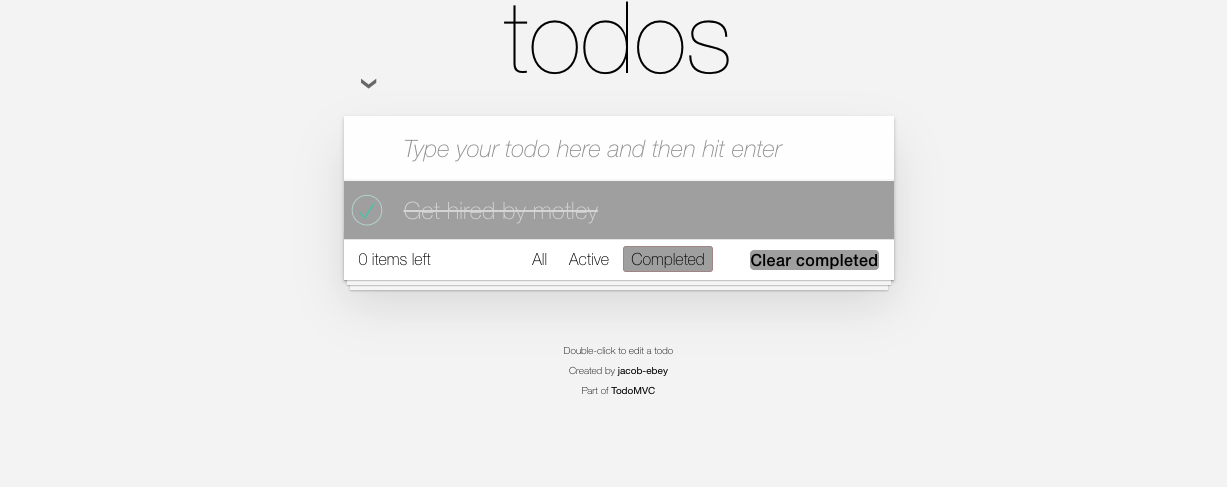 todos
Type your todo here and then hit enter
Get hired by motley
0 items left All Active Completed Clear completed
Double-click to edit a todo
Created by jacob-ebey
Part of TodoMVC